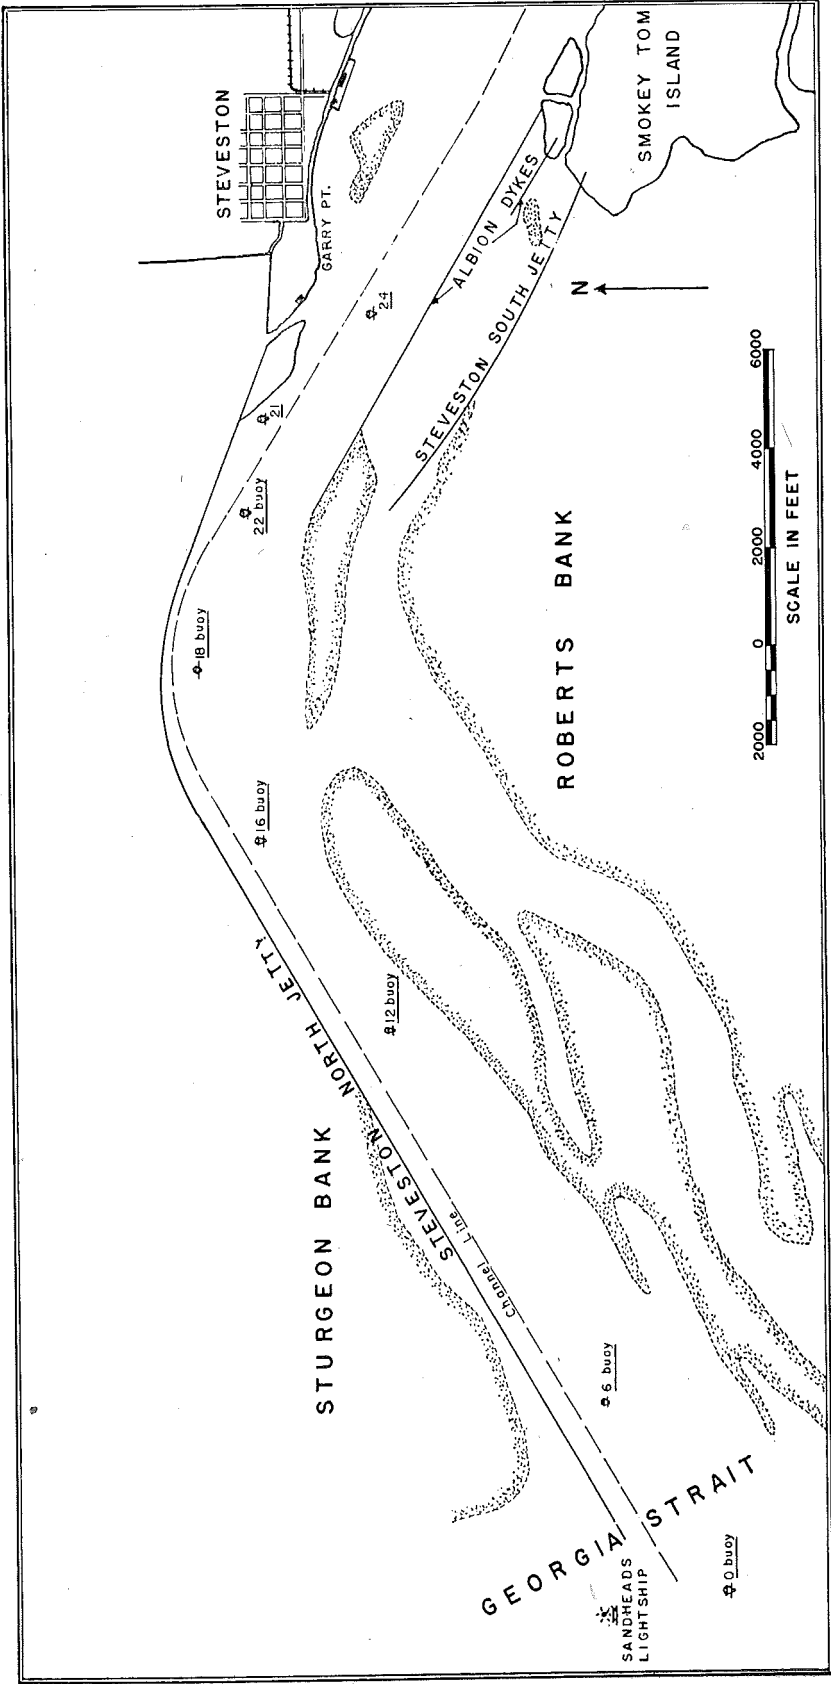 STEVESTON
GARRY PT.
SMOKEY TOM
ISLAND
ALBION DYKES
STEVESTON SOUTH JETTY
N
24
21
22 buoy
18 buoy
16 buoy
12 buoy
6 buoy
0 buoy
STEVESTON NORTH JETTY
Channel Line
STURGEON BANK
ROBERTS BANK
GEORGIA STRAIT
SANDHEADS
LIGHTSHIP
2000 0 2000 4000 6000
SCALE IN FEET